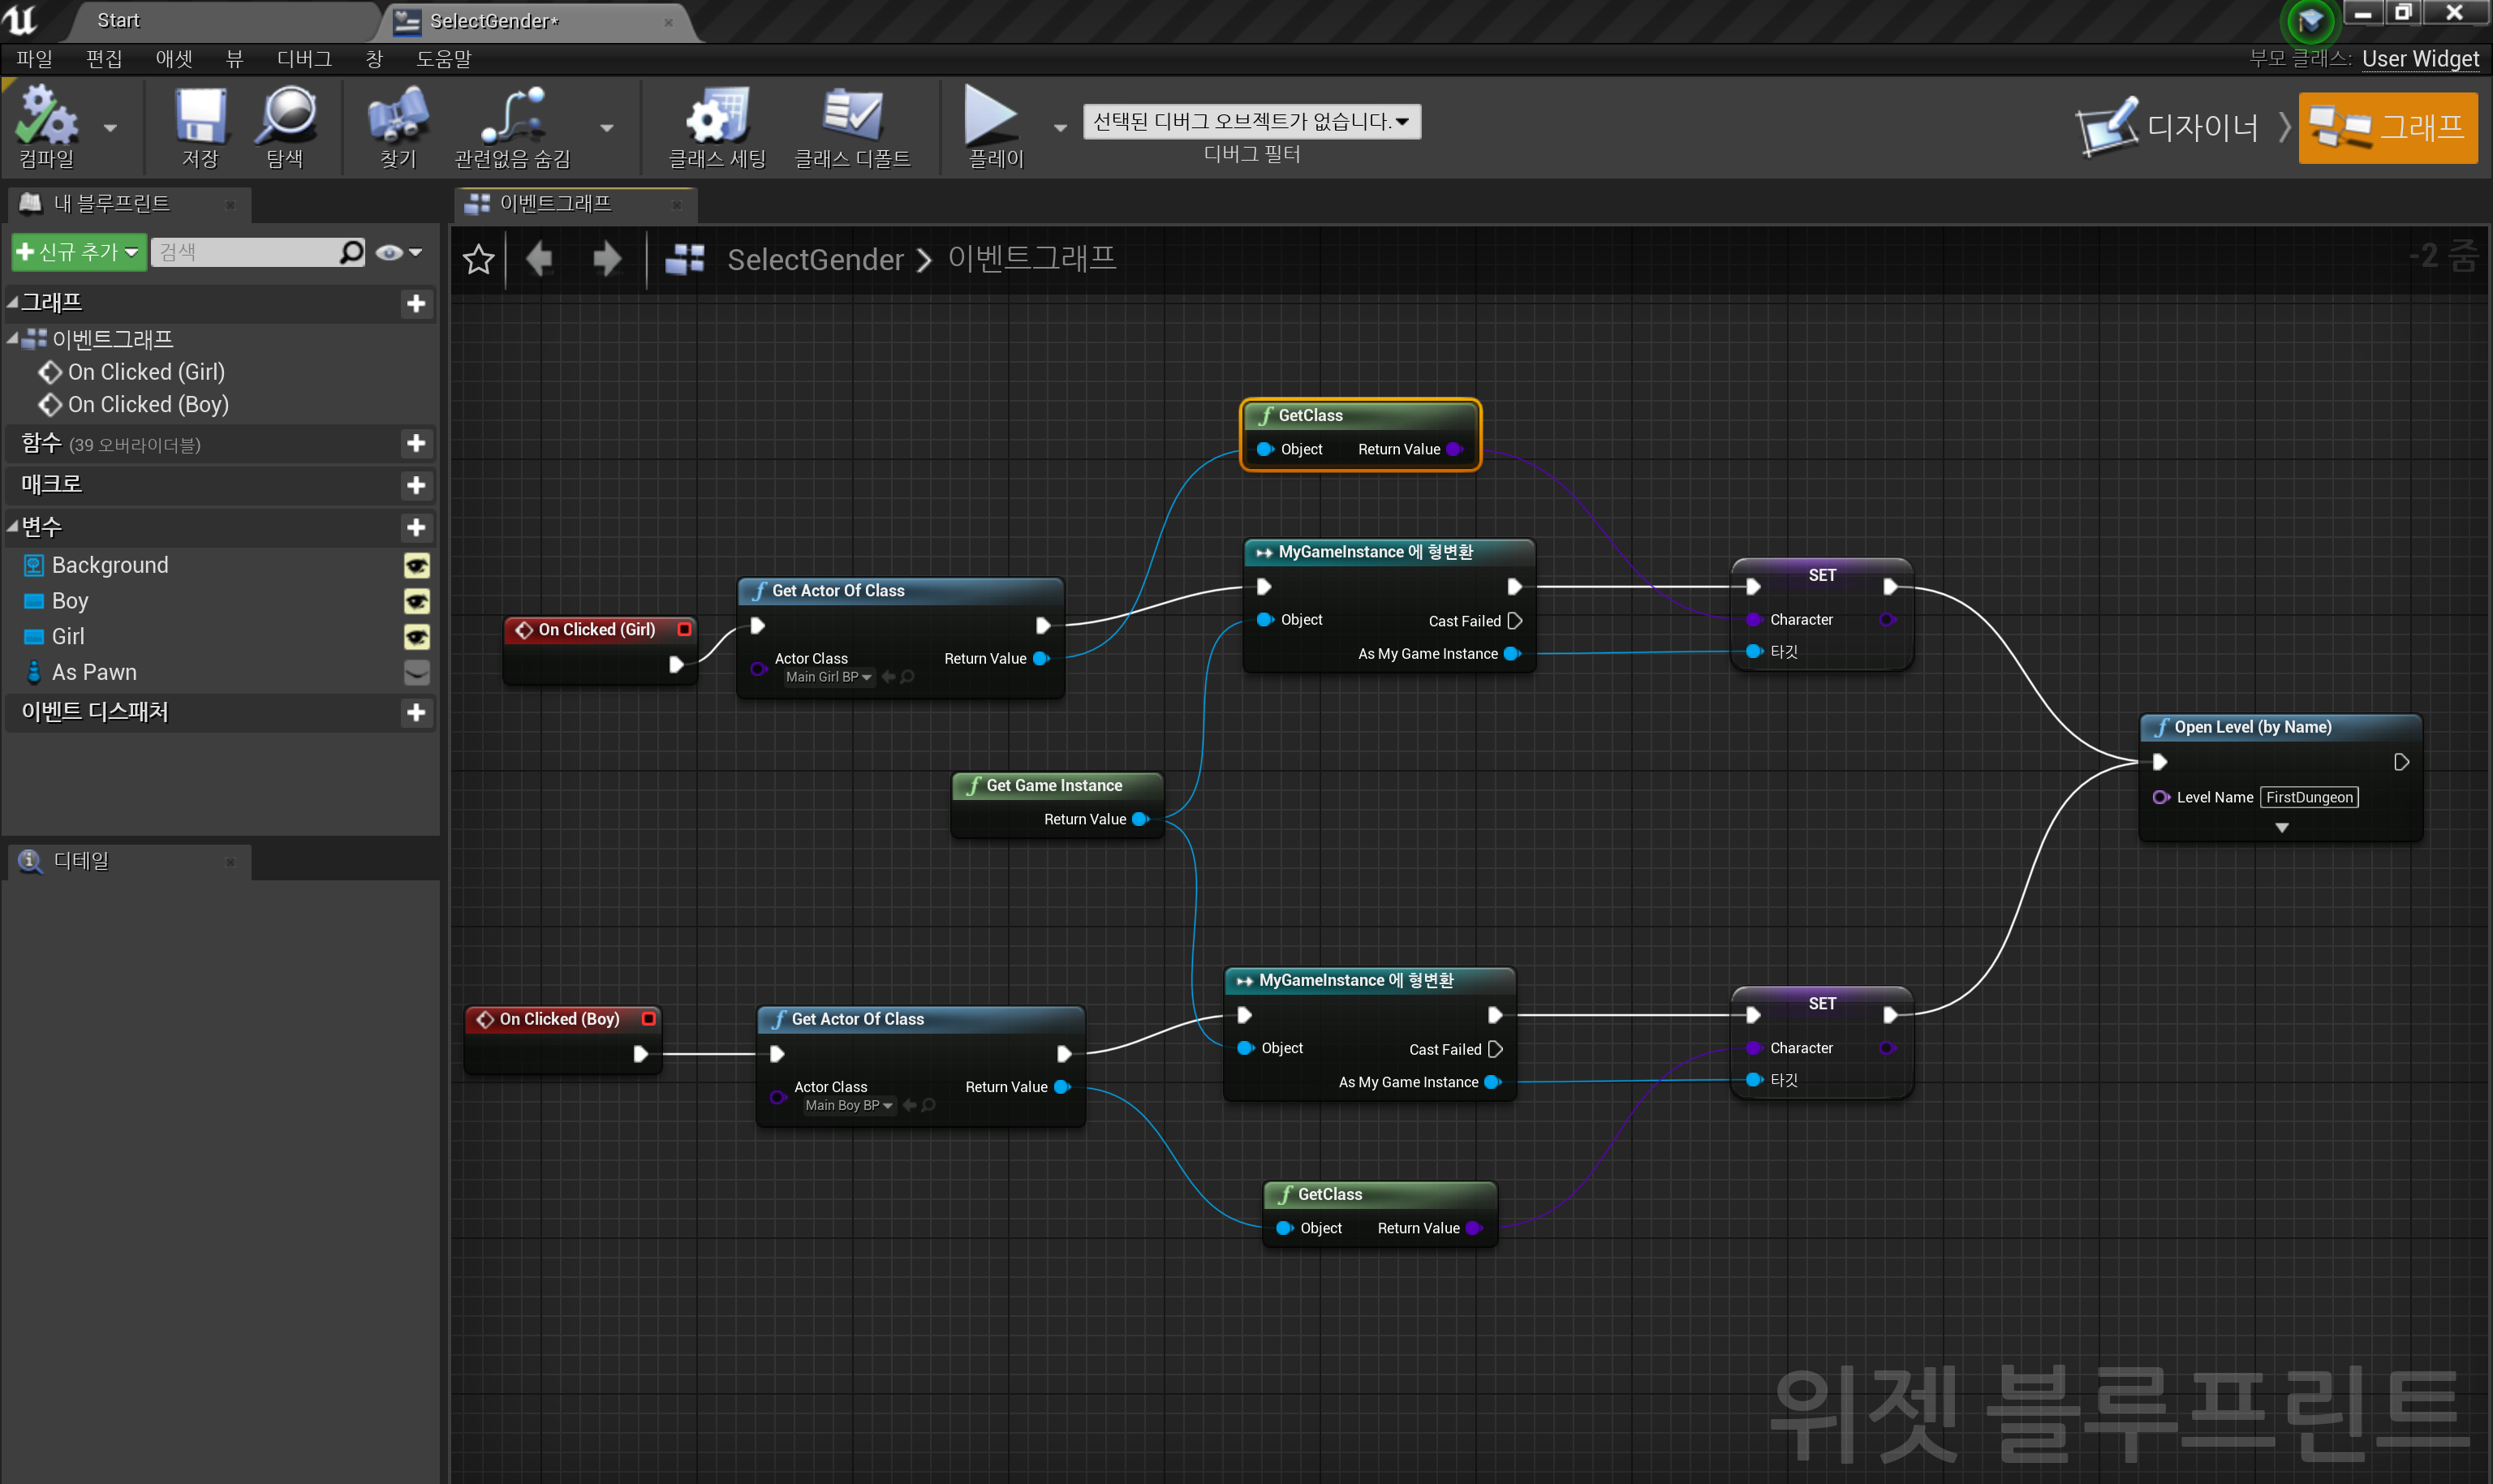 Start
SelectGender*
파일 편집 애셋 뷰 디버그 창 도움말
부모 클래스: User Widget
컴파일
저장
탐색
찾기
관련없음 숨김
클래스 세팅
클래스 디폴트
플레이
선택된 디버그 오브젝트가 없습니다.
디버그 필터
디자이너
그래프
내 블루프린트
신규 추가
검색
그래프
이벤트그래프
On Clicked (Girl)
On Clicked (Boy)
함수 (39 오버라이더블)
매크로
변수
Background
Boy
Girl
As Pawn
이벤트 디스패처
디테일
이벤트그래프
SelectGender > 이벤트그래프
-2 줌
GetClass
Object Return Value
MyGameInstance 에 형변환
Object Cast Failed
As My Game Instance
SET
Character
타깃
Get Actor Of Class
Actor Class Return Value
Main Girl BP
On Clicked (Girl)
Open Level (by Name)
Level Name FirstDungeon
Get Game Instance
Return Value
MyGameInstance 에 형변환
Object Cast Failed
As My Game Instance
SET
Character
타깃
On Clicked (Boy)
Get Actor Of Class
Actor Class Return Value
Main Boy BP
GetClass
Object Return Value
위젯 블루프린트